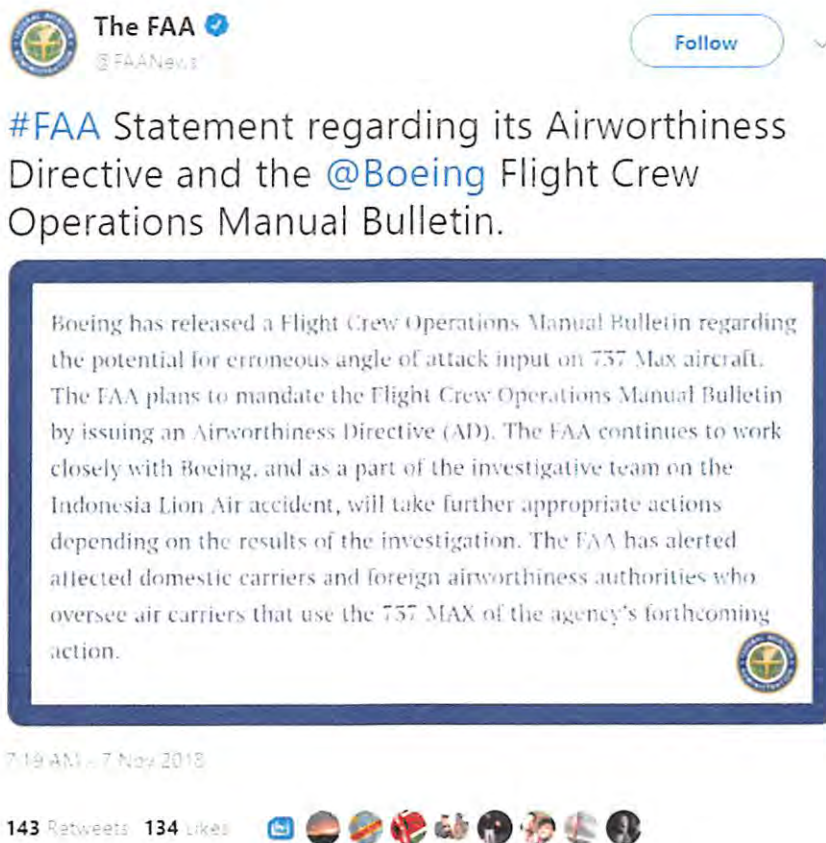 The FAA
@FAANews
Follow
#FAA Statement regarding its Airworthiness
Directive and the @Boeing Flight Crew
Operations Manual Bulletin.
Boeing has released a Flight Crew Operations Manual Bulletin regarding
the potential for erroneous angle of attack input on 737 Max aircraft.
The FAA plans to mandate the Flight Crew Operations Manual Bulletin
by issuing an Airworthiness Directive (AD). The FAA continues to work
closely with Boeing, and as a part of the investigative team on the
Indonesia Lion Air accident, will take further appropriate actions
depending on the results of the investigation. The FAA has alerted
affected domestic carriers and foreign airworthiness authorities who
oversee air carriers that use the 737 MAX of the agency's forthcoming
action.
7:19 AM - 7 Nov 2018
143 Retweets 134 Likes